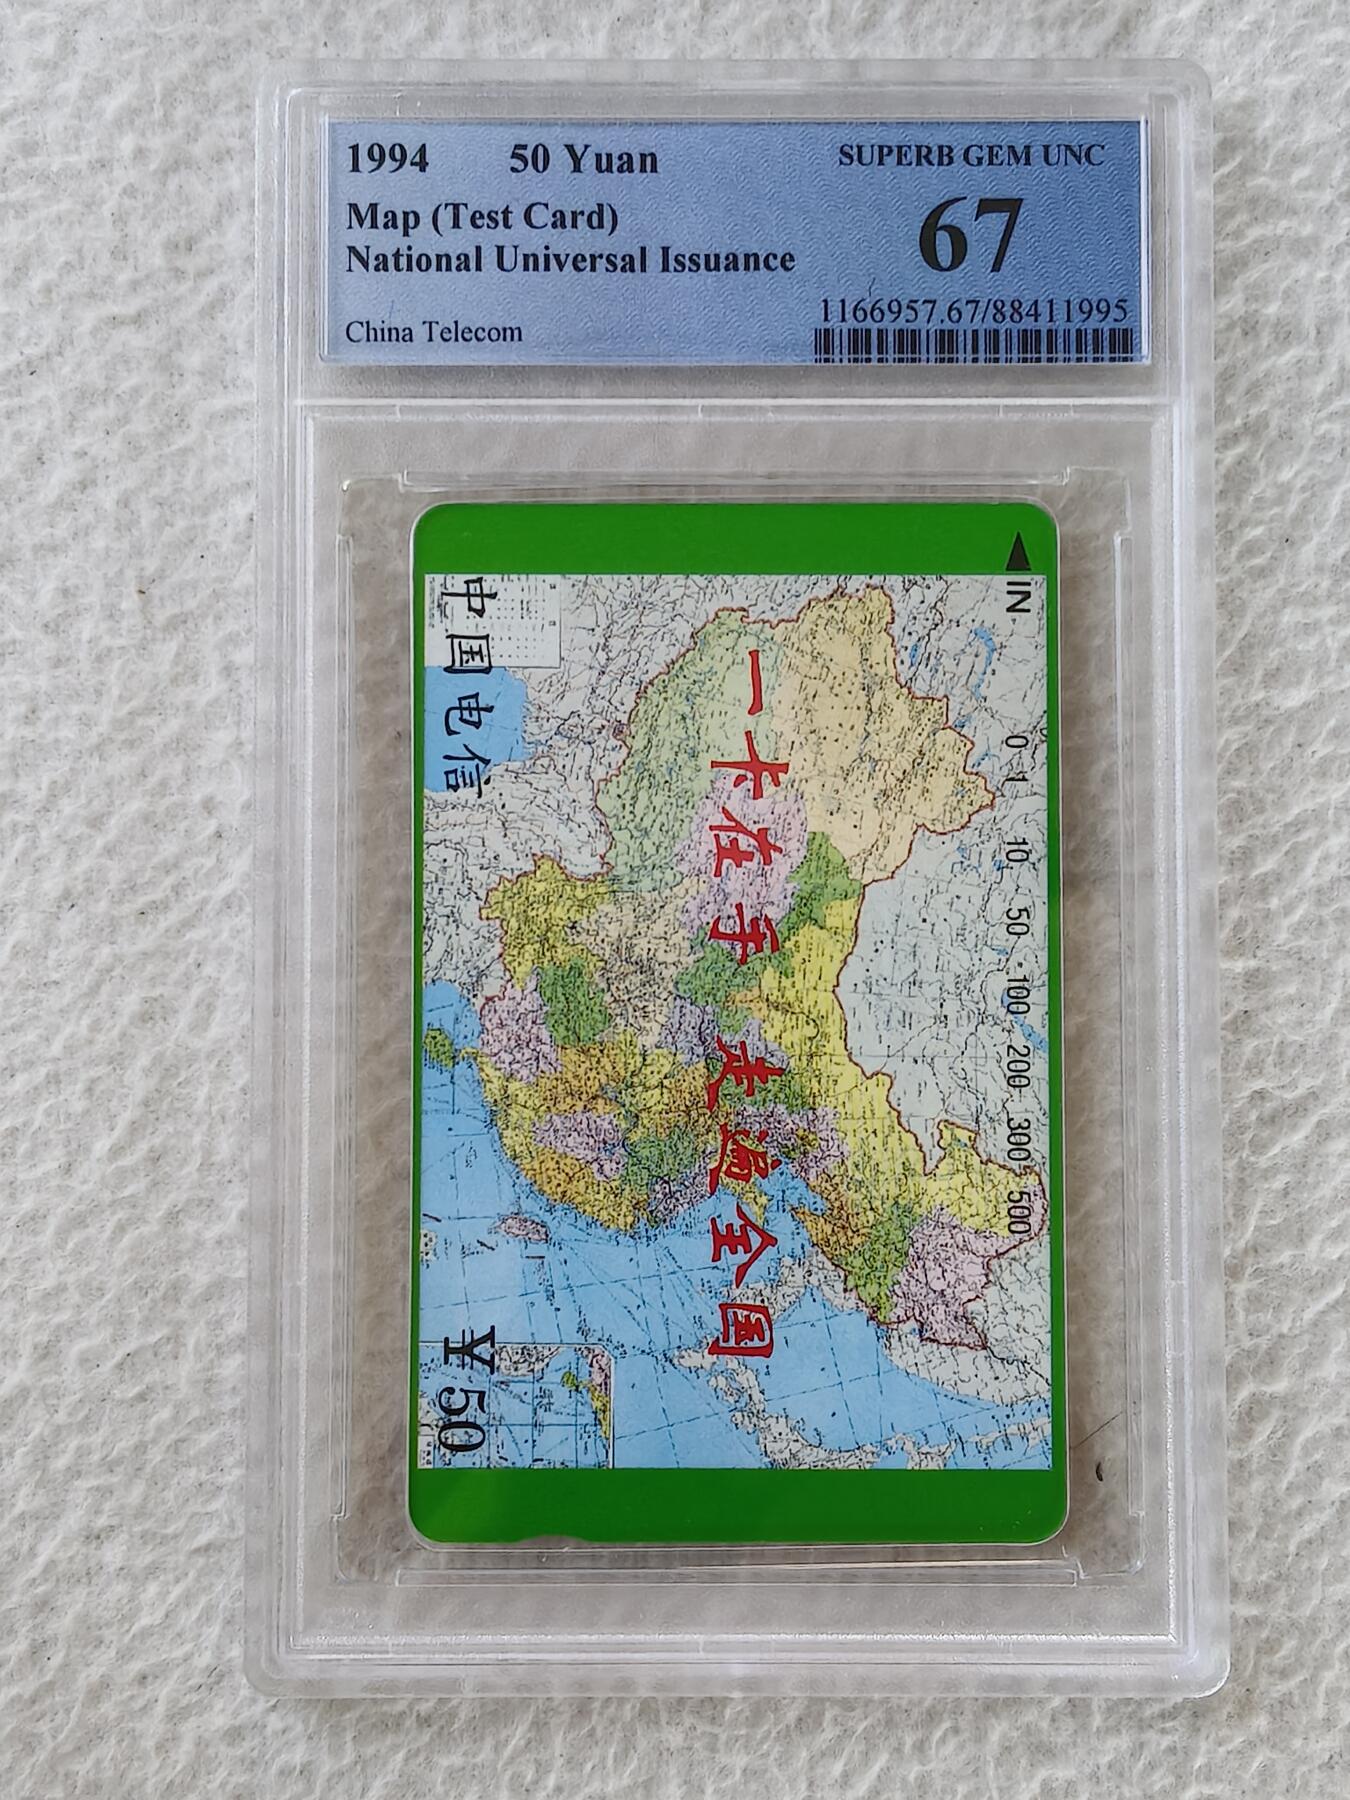 1994 50 Yuan
Map (Test Card)
National Universal Issuance
China Telecom
SUPERB GEM UNC
67
1166957.67/88411995
IN
0 1 10 50 100 200 300 500
一卡在手 走遍全国
中国电信
¥50